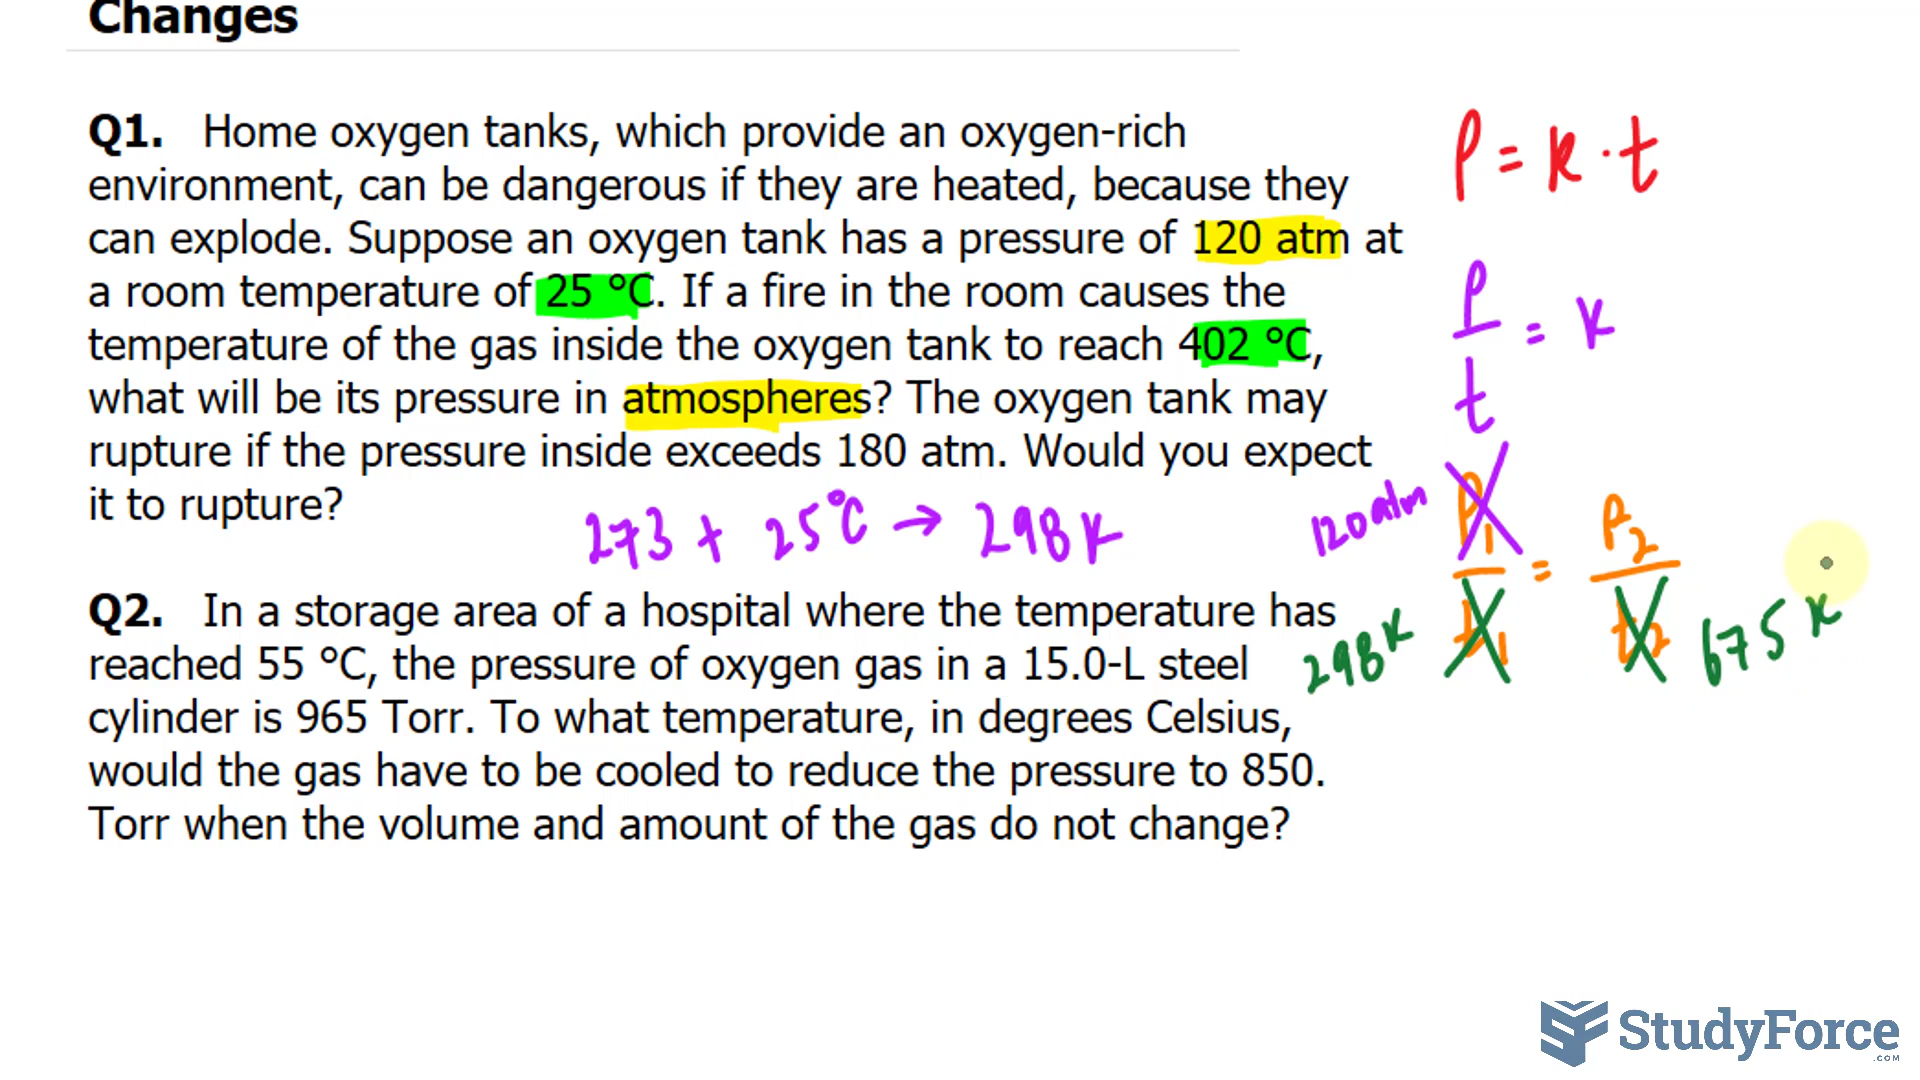 Changes
Q1. Home oxygen tanks, which provide an oxygen-rich
environment, can be dangerous if they are heated, because they
can explode. Suppose an oxygen tank has a pressure of 120 atm at
a room temperature of 25 °C. If a fire in the room causes the
temperature of the gas inside the oxygen tank to reach 402 °C,
what will be its pressure in atmospheres? The oxygen tank may
rupture if the pressure inside exceeds 180 atm. Would you expect
it to rupture?
273 + 25°C → 298K
Q2. In a storage area of a hospital where the temperature has
reached 55 °C, the pressure of oxygen gas in a 15.0-L steel
cylinder is 965 Torr. To what temperature, in degrees Celsius,
would the gas have to be cooled to reduce the pressure to 850.
Torr when the volume and amount of the gas do not change?
P = k · t
P
= k
t
120 atm P1
= P2
298K t1
t2 675 K
StudyForce
.COM